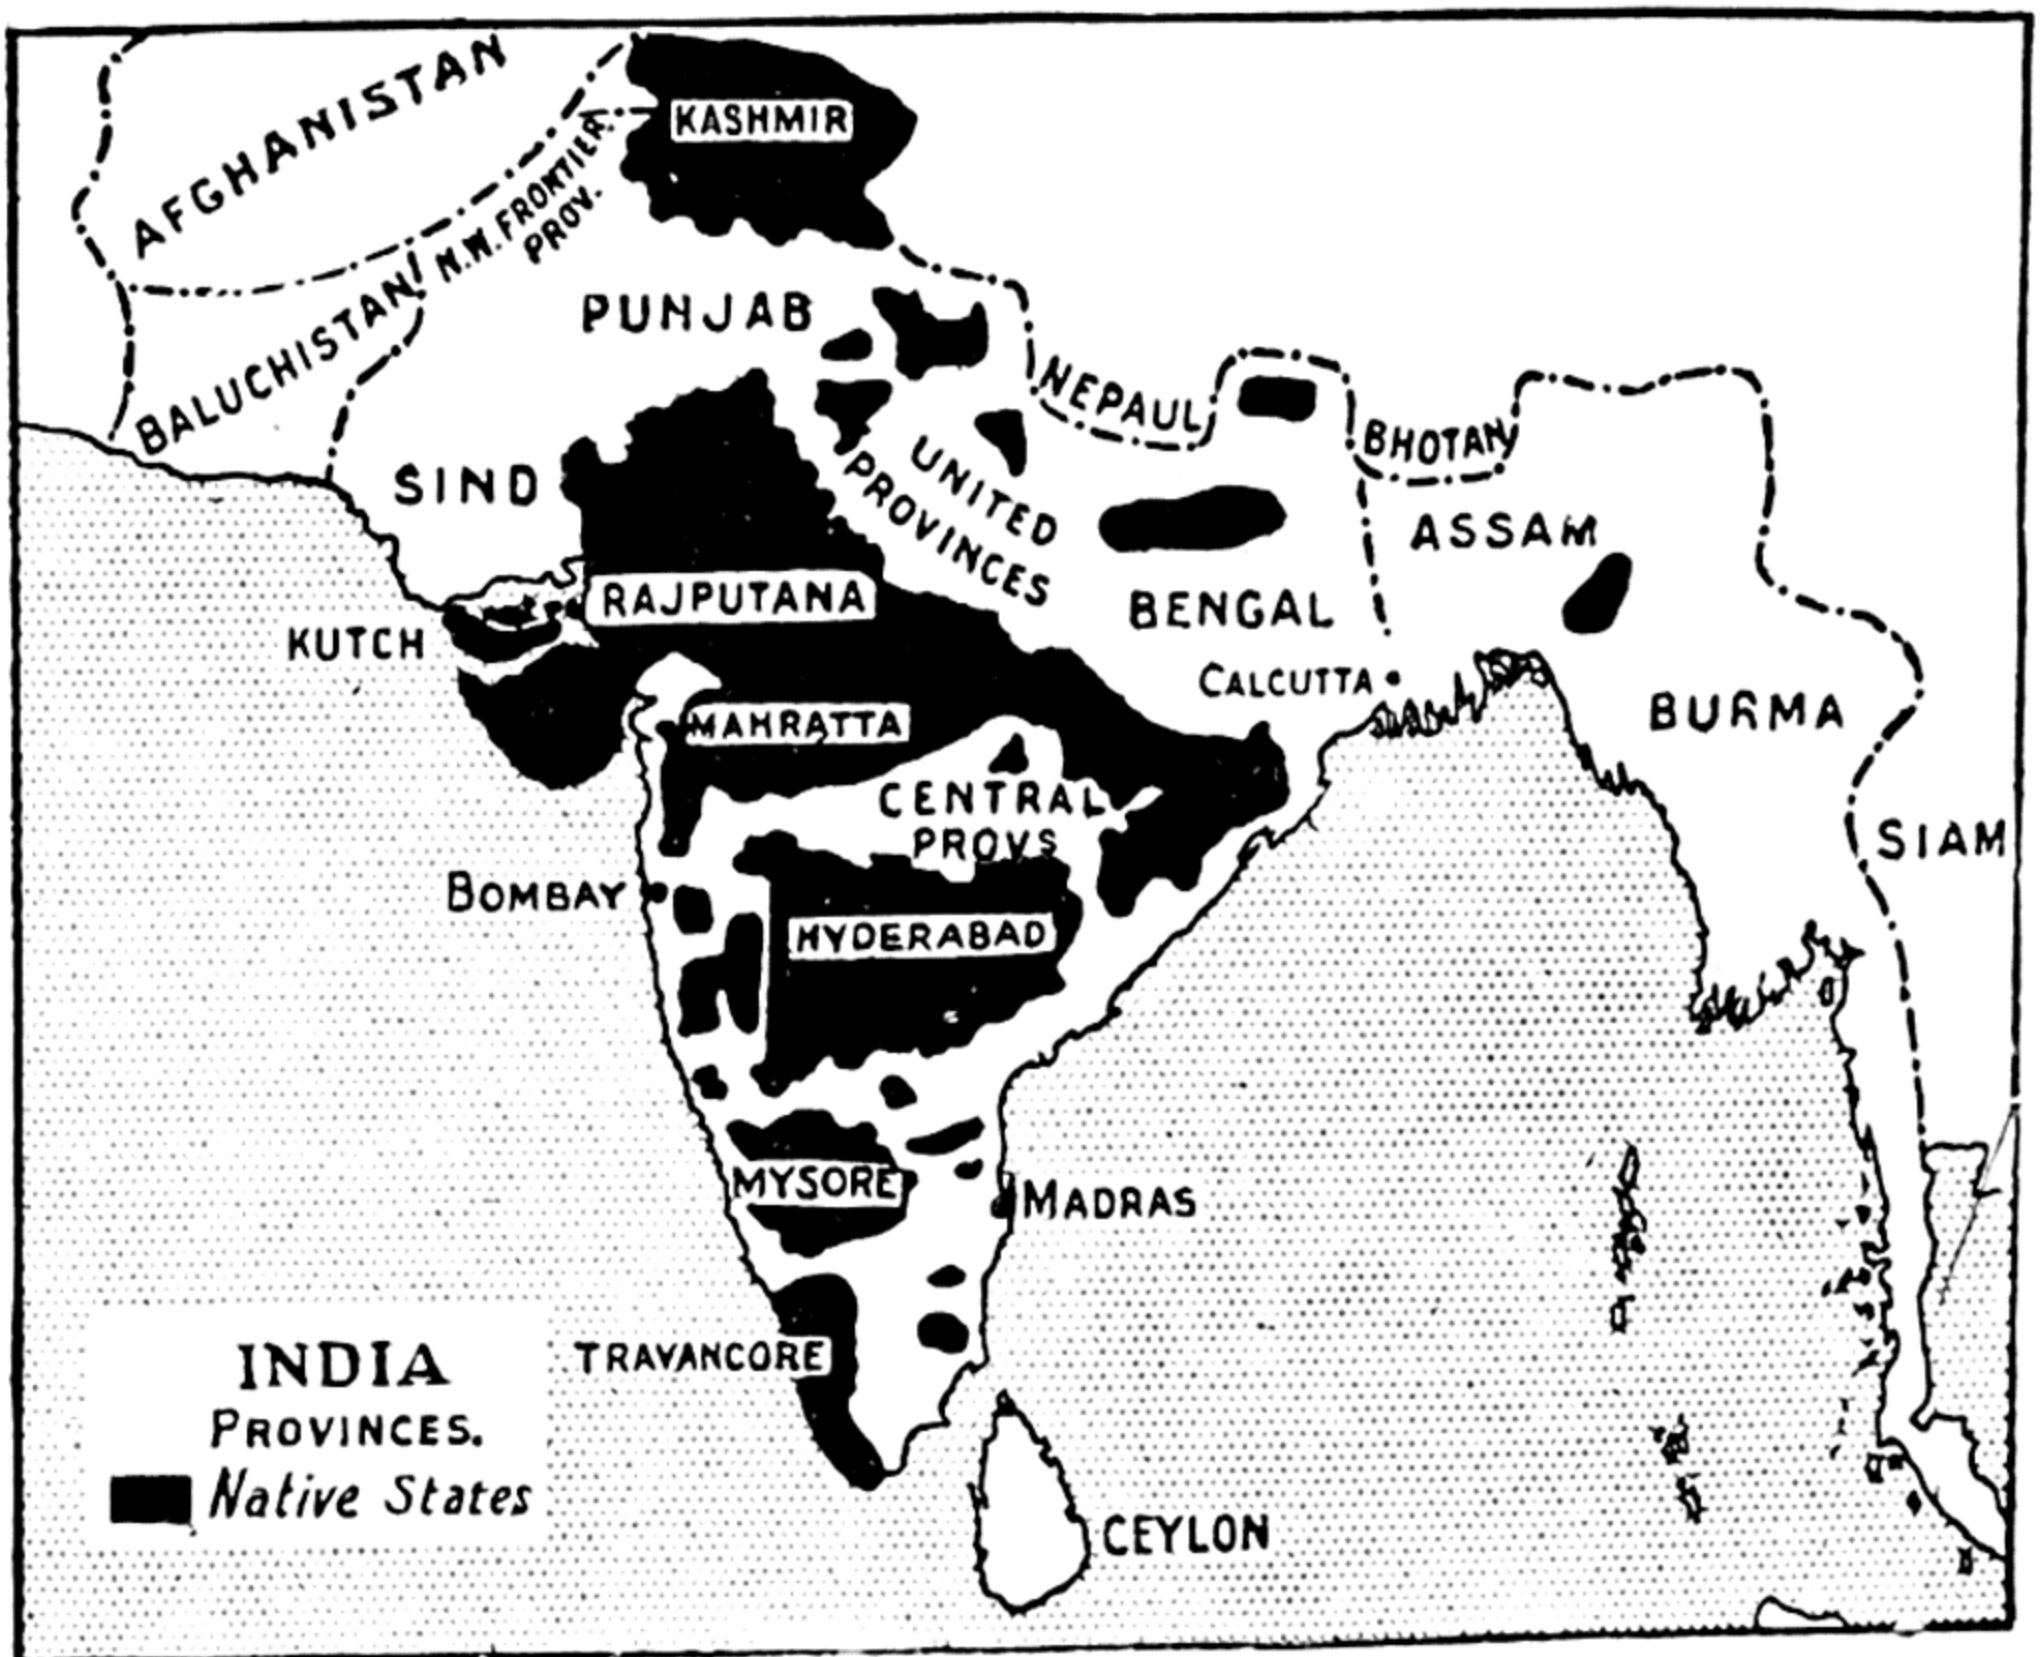 AFGHANISTAN
KASHMIR
N.W. FRONTIER
PROV.
BALUCHISTAN
PUNJAB
NEPAUL
BHOTAN
SIND
UNITED
PROVINCES
ASSAM
RAJPUTANA
BENGAL
KUTCH
CALCUTTA
MAHRATTA
BURMA
CENTRAL
PROVS
SIAM
BOMBAY
HYDERABAD
MYSORE
MADRAS
TRAVANCORE
INDIA
PROVINCES.
Native States
CEYLON